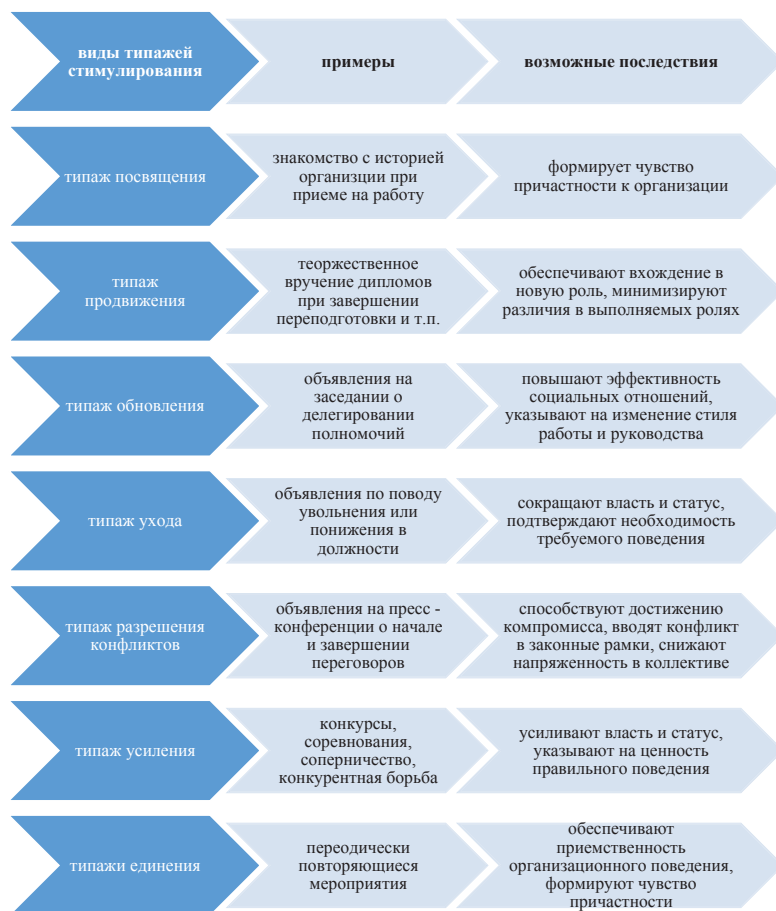 виды типажей
стимулирования
примеры
возможные последствия
типаж посвящения
знакомство с историей
организции при
приеме на работу
формирует чувство
причастности к организации
типаж
продвижения
теоржественное
вручение дипломов
при завершении
переподготовки и т.п.
обеспечивают вхождение в
новую роль, минимизируют
различия в выполняемых ролях
типаж обновления
объявления на
заседании о
делегировании
полномочий
повышают эффективность
социальных отношений,
указывают на изменение стиля
работы и руководства
типаж ухода
объявления по поводу
увольнения или
понижения в
должности
сокращают власть и статус,
подтверждают необходимость
требуемого поведения
типаж разрешения
конфликтов
объявления на пресс -
конференции о начале
и завершении
переговоров
способствуют достижению
компромисса, вводят конфликт
в законные рамки, снижают
напряженность в коллективе
типаж усиления
конкурсы,
соревнования,
соперничество,
конкурентная борьба
усиливают власть и статус,
указывают на ценность
правильного поведения
типажи единения
переодически
повторяющиеся
мероприятия
обеспечивают
приемственность
организационного поведения,
формируют чувство
причастности